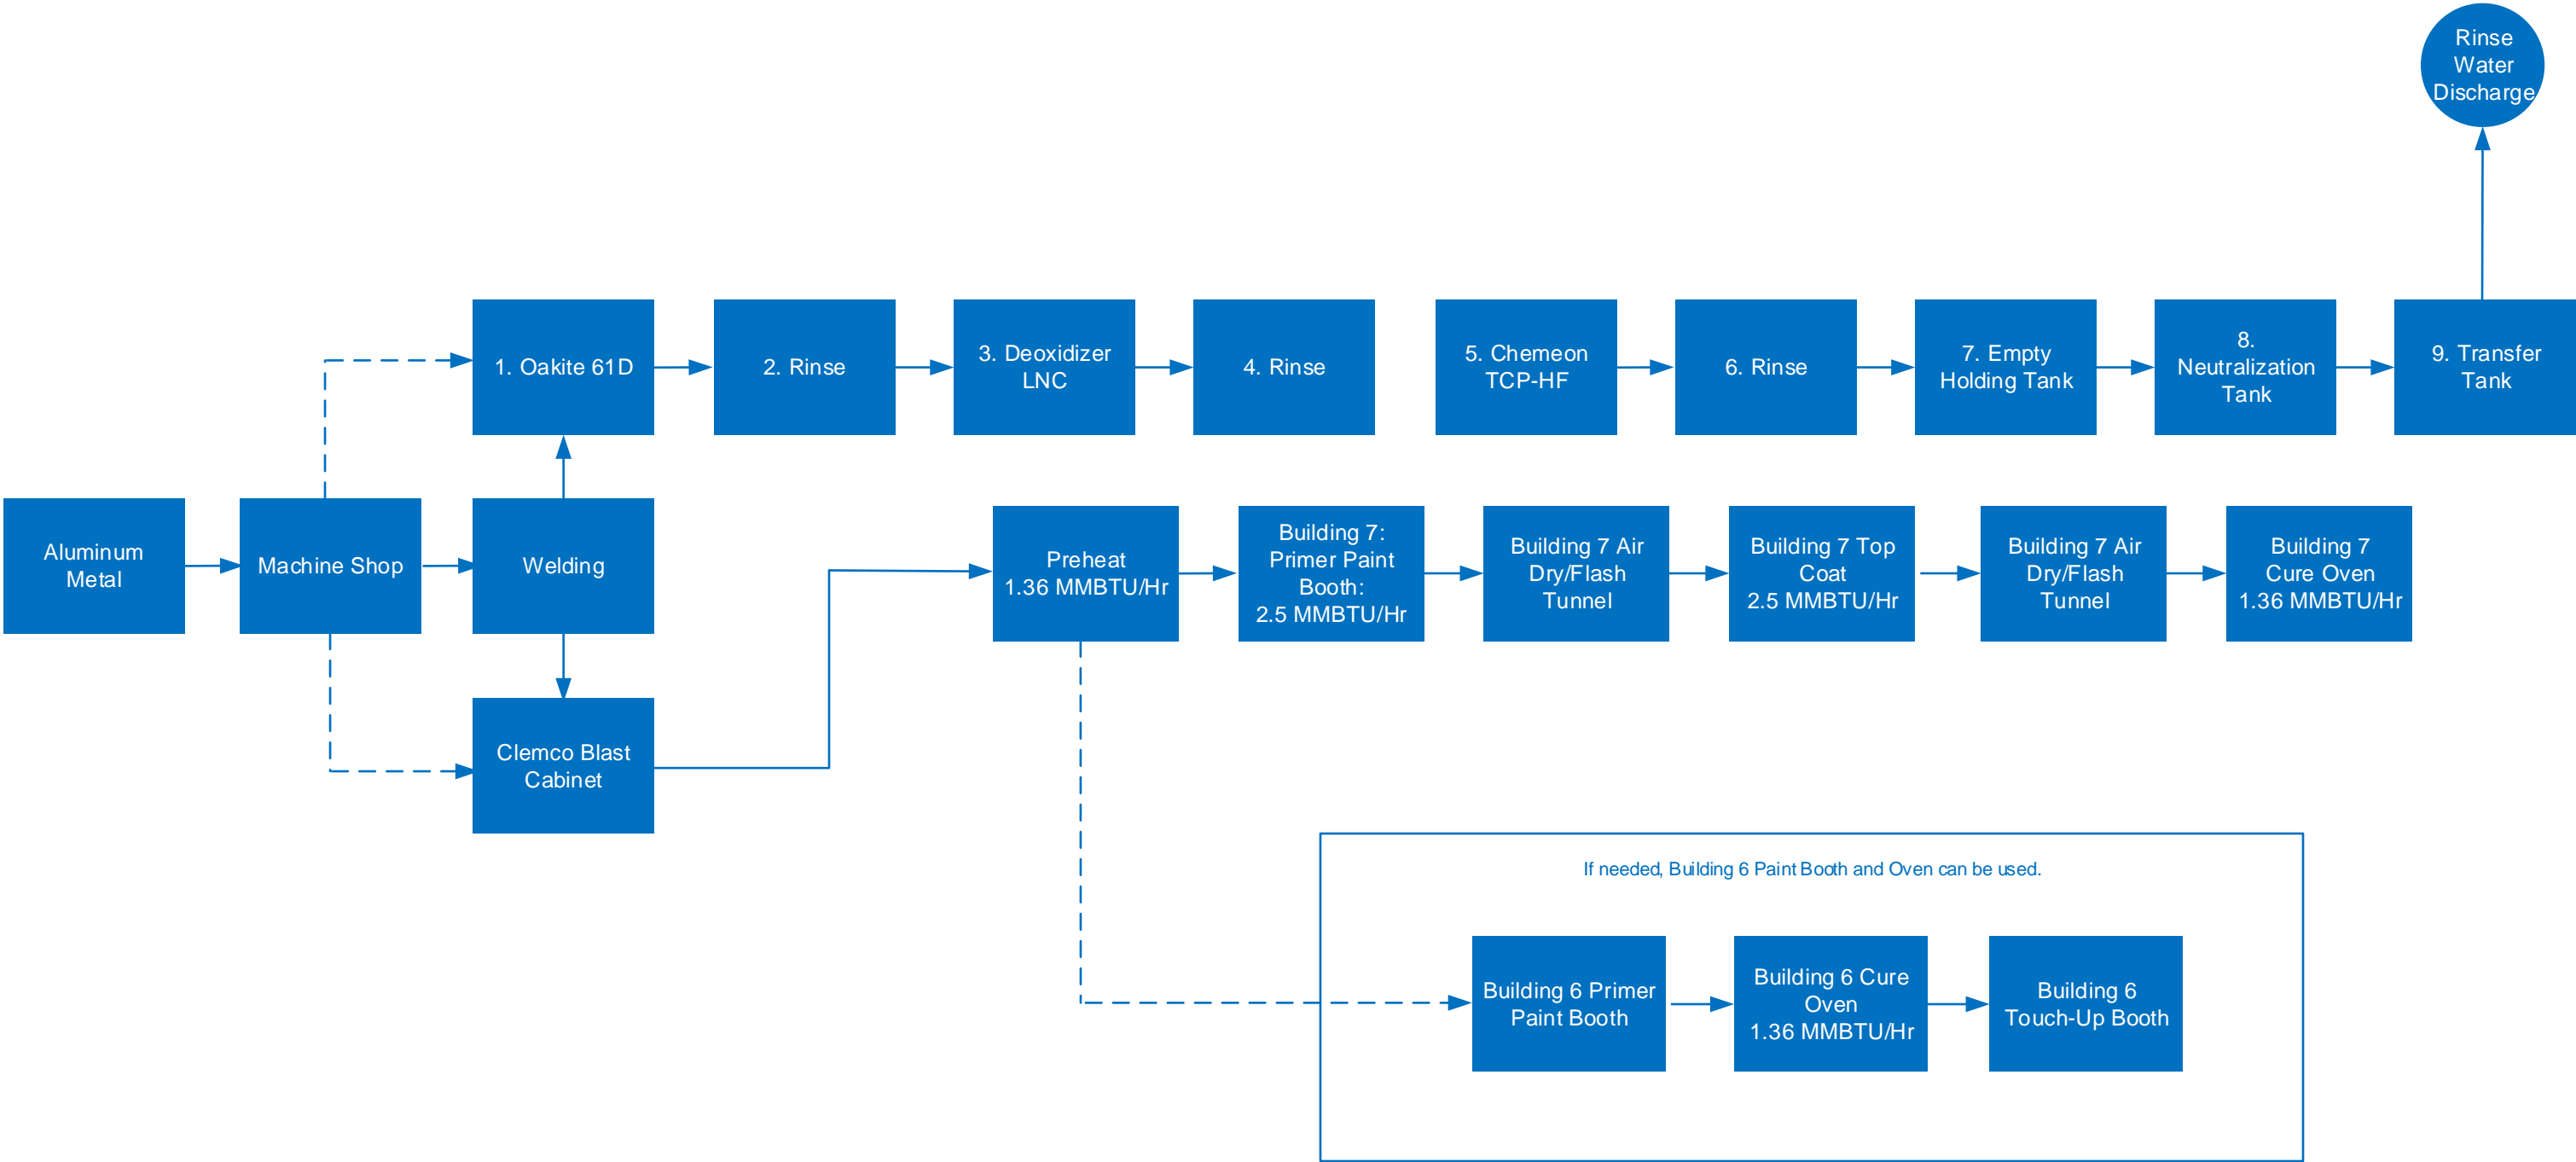 Rinse
Water
Discharge
1. Oakite 61D
2. Rinse
3. Deoxidizer
LNC
4. Rinse
5. Chemeon
TCP-HF
6. Rinse
7. Empty
Holding Tank
8.
Neutralization
Tank
9. Transfer
Tank
Aluminum
Metal
Machine Shop
Welding
Preheat
1.36 MMBTU/Hr
Building 7:
Primer Paint
Booth:
2.5 MMBTU/Hr
Building 7 Air
Dry/Flash
Tunnel
Building 7 Top
Coat
2.5 MMBTU/Hr
Building 7 Air
Dry/Flash
Tunnel
Building 7
Cure Oven
1.36 MMBTU/Hr
Clemco Blast
Cabinet
If needed, Building 6 Paint Booth and Oven can be used.
Building 6 Primer
Paint Booth
Building 6 Cure
Oven
1.36 MMBTU/Hr
Building 6
Touch-Up Booth